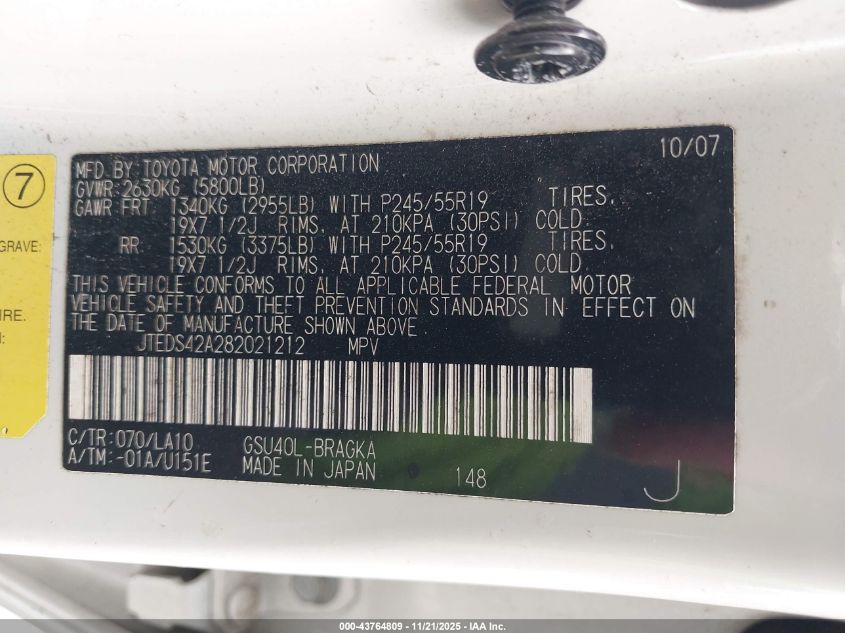 10/07
MFD. BY TOYOTA MOTOR CORPORATION
GVWR:2630KG (5800LB)
GAWR FRT. 1340KG (2955LB) WITH P245/55R19 TIRES,
19X7 1/2J RIMS, AT 210KPA (30PSI) COLD.
RR. 1530KG (3375LB) WITH P245/55R19 TIRES,
19X7 1/2J RIMS, AT 210KPA (30PSI) COLD.
THIS VEHICLE CONFORMS TO ALL APPLICABLE FEDERAL MOTOR
VEHICLE SAFETY AND THEFT PREVENTION STANDARDS IN EFFECT ON
THE DATE OF MANUFACTURE SHOWN ABOVE.
JTEDS42A282021212 MPV
C/TR:070/LA10 GSU40L-BRAGKA
A/TM:-01A/U151E MADE IN JAPAN 148
J
7
GRAVE:
000-43764809 - 11/21/2025 - IAA Inc.